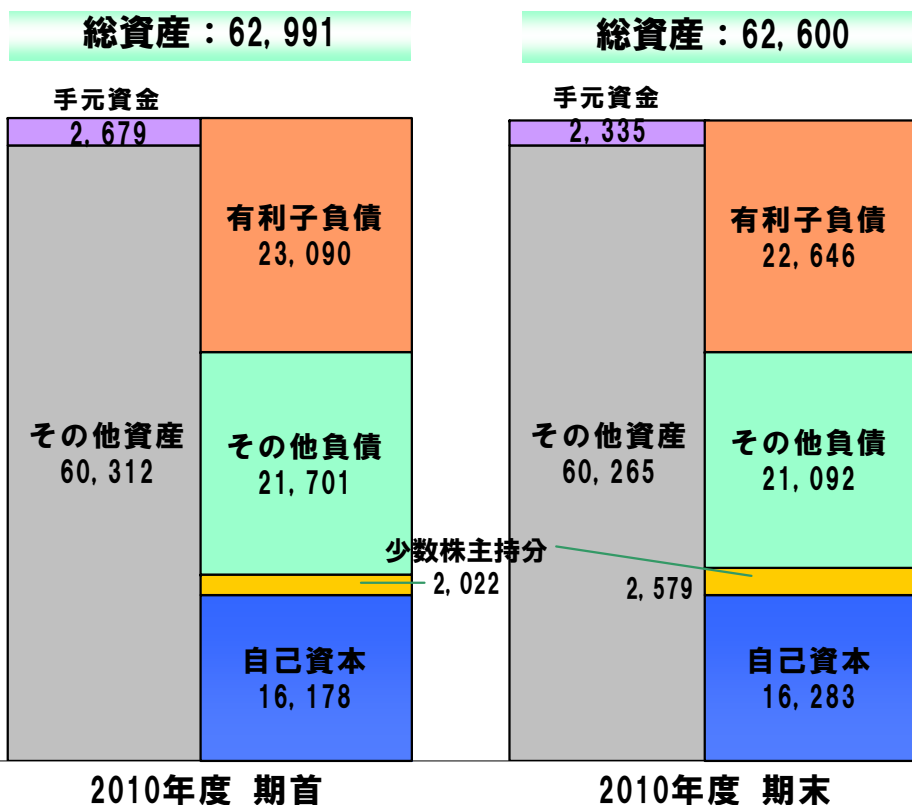 総資産：62,991
手元資金
2,679
有利子負債
23,090
その他資産
60,312
その他負債
21,701
少数株主持分
2,022
自己資本
16,178
2010年度 期首
総資産：62,600
手元資金
2,335
有利子負債
22,646
その他資産
60,265
その他負債
21,092
2,579
自己資本
16,283
2010年度 期末